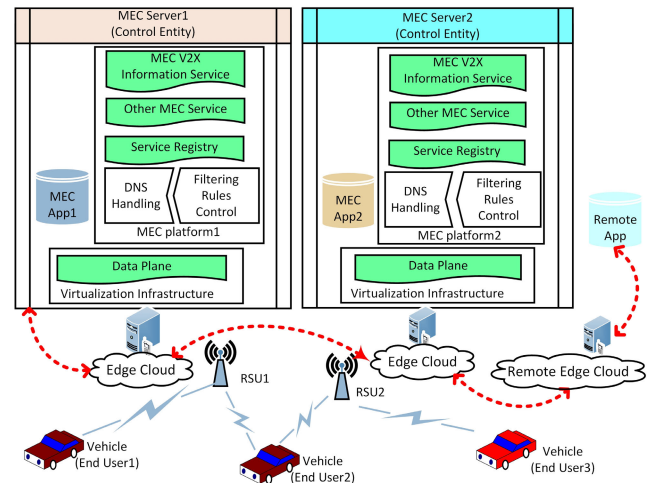 MEC Server1
(Control Entity)
MEC V2X
Information Service
Other MEC Service
Service Registry
DNS
Handling
Filtering
Rules
Control
MEC platform1
MEC
App1
Data Plane
Virtualization Infrastructure
MEC Server2
(Control Entity)
MEC V2X
Information Service
Other MEC Service
Service Registry
DNS
Handling
Filtering
Rules
Control
MEC platform2
MEC
App2
Data Plane
Virtualization Infrastructure
Remote
App
Edge Cloud
RSU1
RSU2
Edge Cloud
Remote Edge Cloud
Vehicle
(End User1)
Vehicle
(End User2)
Vehicle
(End User3)